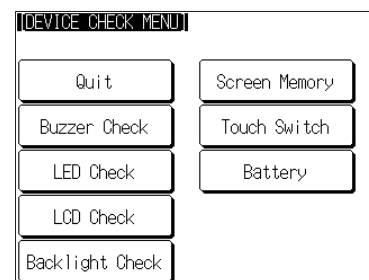 [DEVICE CHECK MENU]
Quit
Screen Memory
Buzzer Check
Touch Switch
LED Check
Battery
LCD Check
Backlight Check